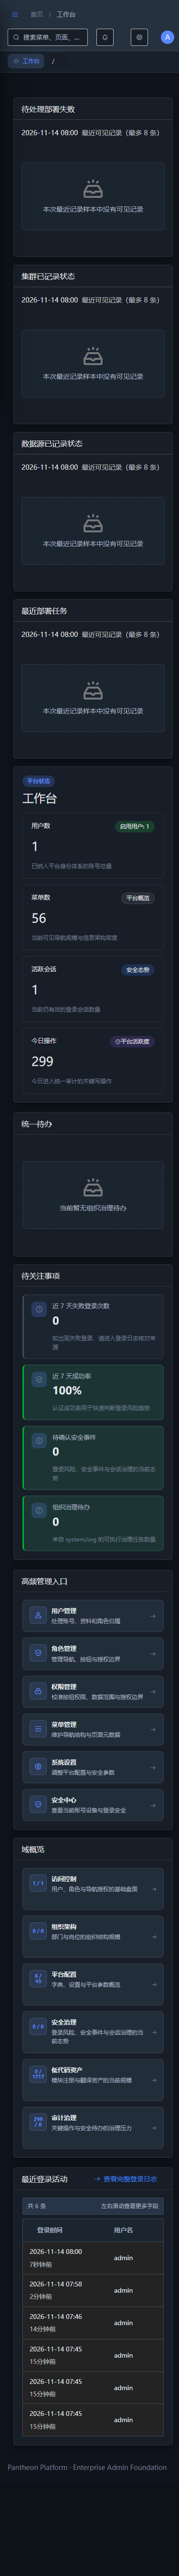 首页 / 工作台
搜索菜单、页面、...
A
工作台
/
待处理部署失败
2026-11-14 08:00 最近可见记录（最多 8 条）
本次最近记录样本中没有可见记录
集群已记录状态
2026-11-14 08:00 最近可见记录（最多 8 条）
本次最近记录样本中没有可见记录
数据源已记录状态
2026-11-14 08:00 最近可见记录（最多 8 条）
本次最近记录样本中没有可见记录
最近部署任务
2026-11-14 08:00 最近可见记录（最多 8 条）
本次最近记录样本中没有可见记录
平台状态
工作台
用户数
启用用户: 1
1
已纳入平台身份体系的账号总量
菜单数
平台概览
56
当前可见导航规模与信息架构密度
活跃会话
安全态势
1
当前仍有效的登录会话数量
今日操作
平台活跃度
299
今日进入统一审计的关键写操作
统一待办
当前暂无组织治理待办
待关注事项
近 7 天失败登录次数
0
如出现失败登录，请进入登录日志核对来
源
近 7 天成功率
100%
认证成功率用于快速判断登录风险趋势
待确认安全事件
0
登录风险、安全事件与会话治理的当前态
势
组织治理待办
0
来自 system/org 的可执行治理任务数量
高频管理入口
用户管理
处理账号、资料和角色归属
角色管理
管理导航、按钮与授权边界
权限管理
校准按钮权限、数据范围与授权边界
菜单管理
维护导航结构与页面元数据
系统设置
调整平台配置与安全参数
安全中心
查看当前账号设备与登录安全
域概览
1 / 1
访问控制
用户、角色与导航授权的基础盘面
0 / 0
组织架构
部门与岗位的组织结构规模
平台配置
字典、设置与平台参数概览
0 / 0
安全治理
登录风险、安全事件与会话治理的当
前态势
0 /
1717
低代码资产
模块注册与翻译资产的当前规模
299
/ 0
审计治理
关键操作与安全待办的治理压力
最近登录活动
查看完整登录日志
共 6 条
左右滑动查看更多字段
登录时间 用户名
2026-11-14 08:00
7秒钟前
admin
2026-11-14 07:58
2分钟前
admin
2026-11-14 07:46
14分钟前
admin
2026-11-14 07:45
15分钟前
admin
2026-11-14 07:45
15分钟前
admin
2026-11-14 07:45
15分钟前
admin
Pantheon Platform · Enterprise Admin Foundation